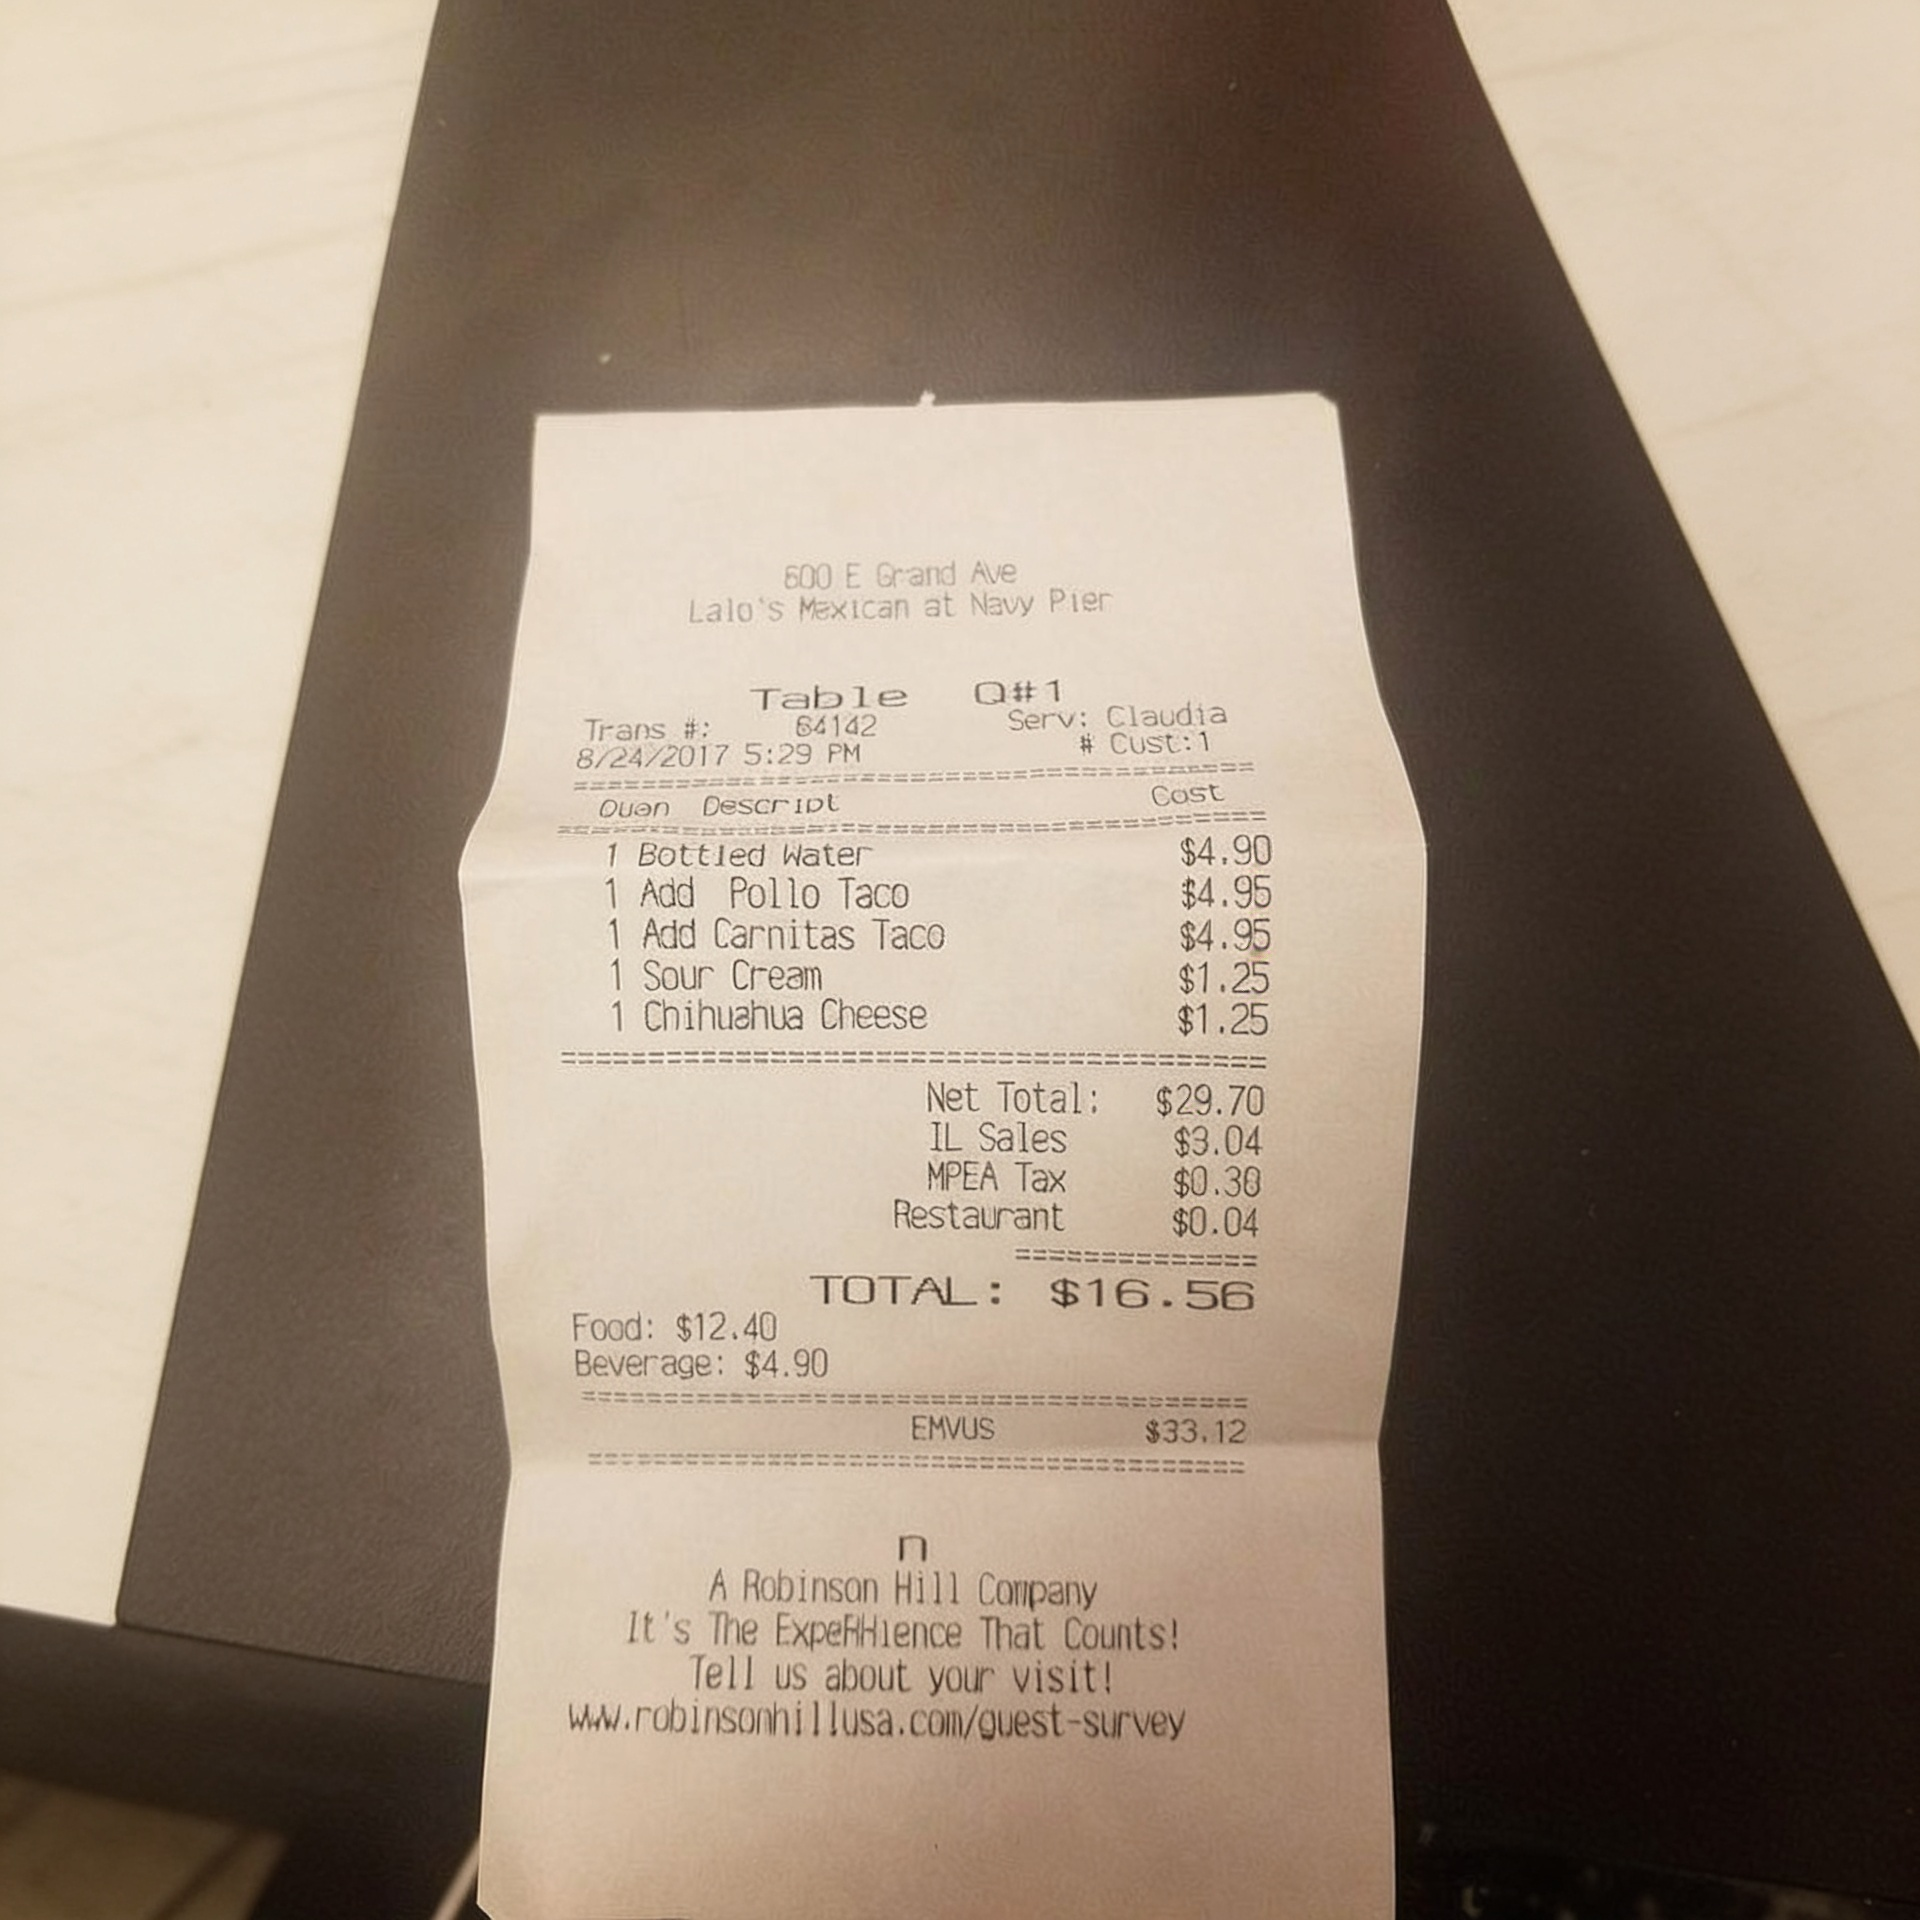 600 E Grand Ave
Lalo's Mexican at Navy Pier
Table Q#1
Trans #: 64142 Serv: Claudia
8/24/2017 5:29 PM # Cust:1
Quan Descript Cost
1 Bottled Water $4.90
1 Add Pollo Taco $4.95
1 Add Carnitas Taco $4.95
1 Sour Cream $1.25
1 Chihuahua Cheese $1.25
Net Total: $29.70
IL Sales $3.04
MPEA Tax $0.30
Restaurant $0.04
TOTAL: $16.56
Food: $12.40
Beverage: $4.90
EMVUS $33.12
n
A Robinson Hill Company
It's The ExpeRHience That Counts!
Tell us about your visit!
www.robinsonhillusa.com/guest-survey